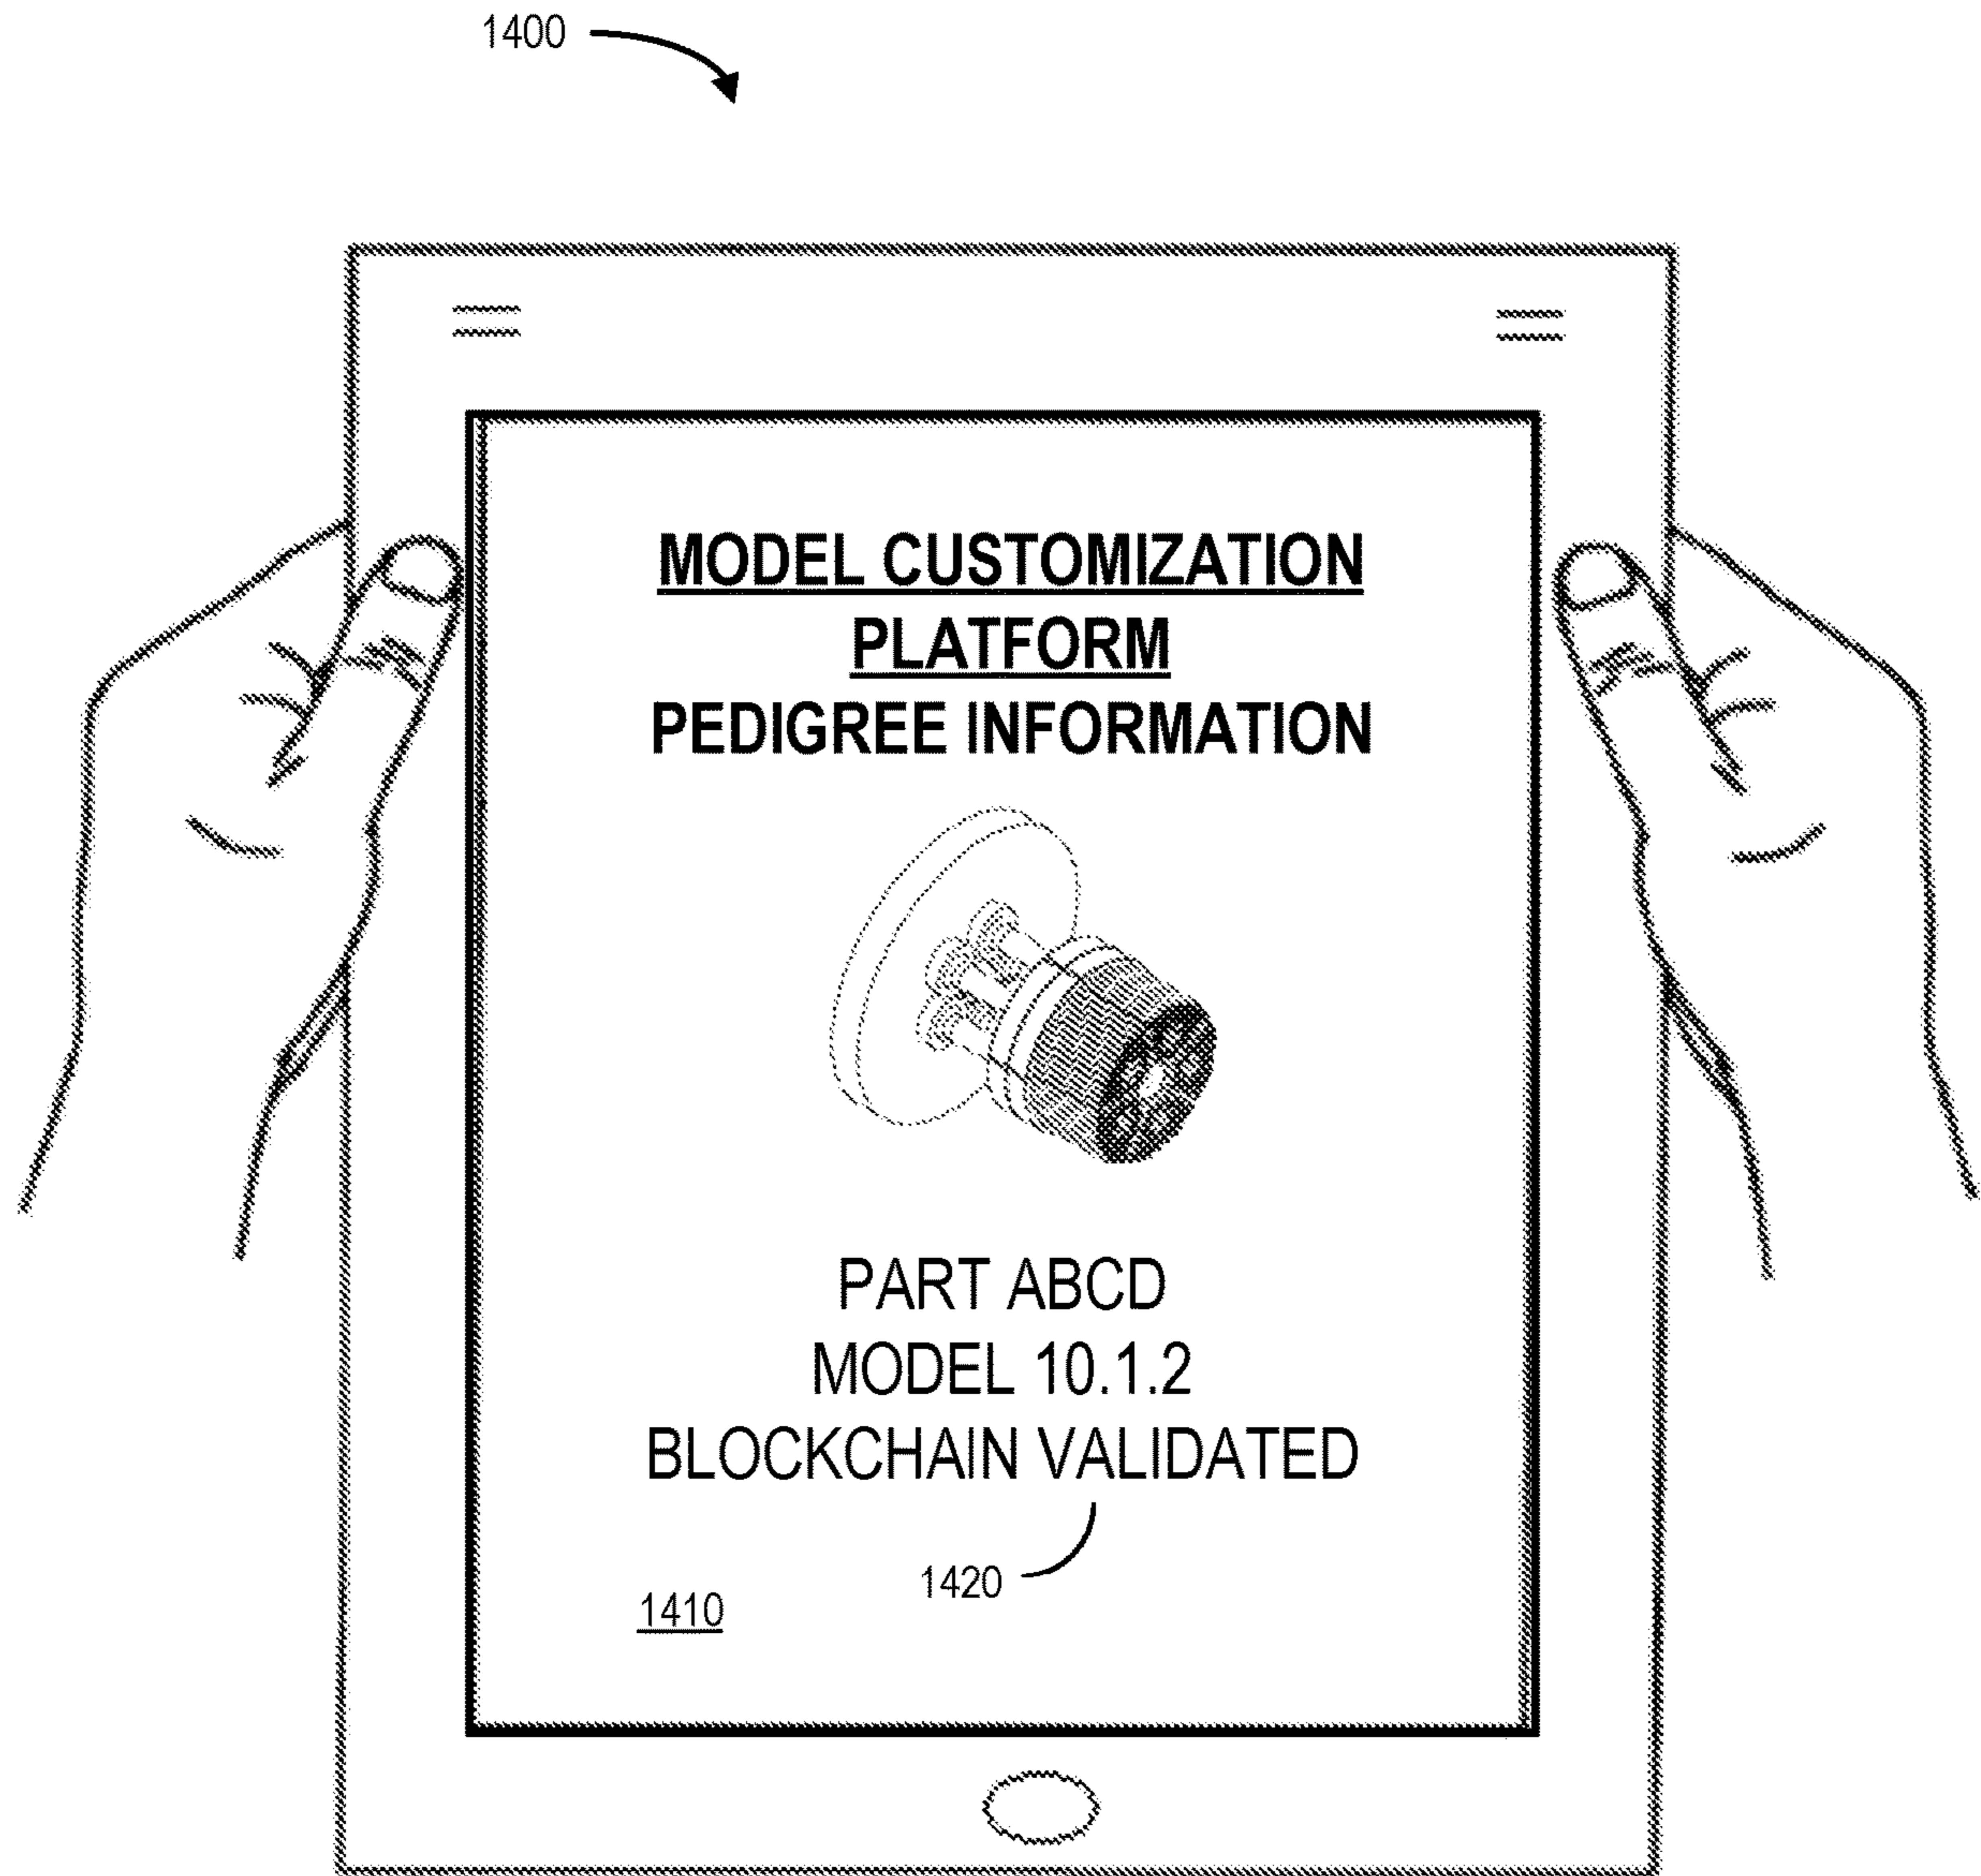 1400
MODEL CUSTOMIZATION
PLATFORM
PEDIGREE INFORMATION
PART ABCD
MODEL 10.1.2
BLOCKCHAIN VALIDATED
1420
1410